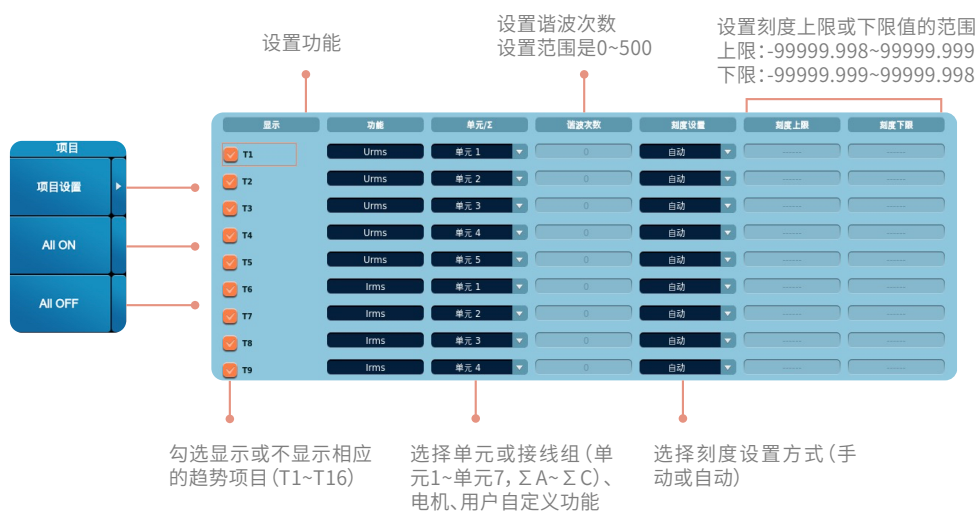 设置功能
设置谐波次数
设置范围是0~500
设置刻度上限或下限值的范围
上限:-99999.998~99999.999
下限:-99999.999~99999.998
项目
项目设置
All ON
All OFF
显示 功能 单元/Σ 谐波次数 刻度设置 刻度上限 刻度下限
T1 Urms 单元 1 0 自动 ——— ———
T2 Urms 单元 2 0 自动 ——— ———
T3 Urms 单元 3 0 自动 ——— ———
T4 Urms 单元 4 0 自动 ——— ———
T5 Urms 单元 5 0 自动 ——— ———
T6 Irms 单元 1 0 自动 ——— ———
T7 Irms 单元 2 0 自动 ——— ———
T8 Irms 单元 3 0 自动 ——— ———
T9 Irms 单元 4 0 自动 ——— ———
勾选显示或不显示相应
的趋势项目(T1~T16)
选择单元或接线组(单
元1~单元7,ΣA~ΣC)、
电机、用户自定义功能
选择刻度设置方式(手
动或自动)